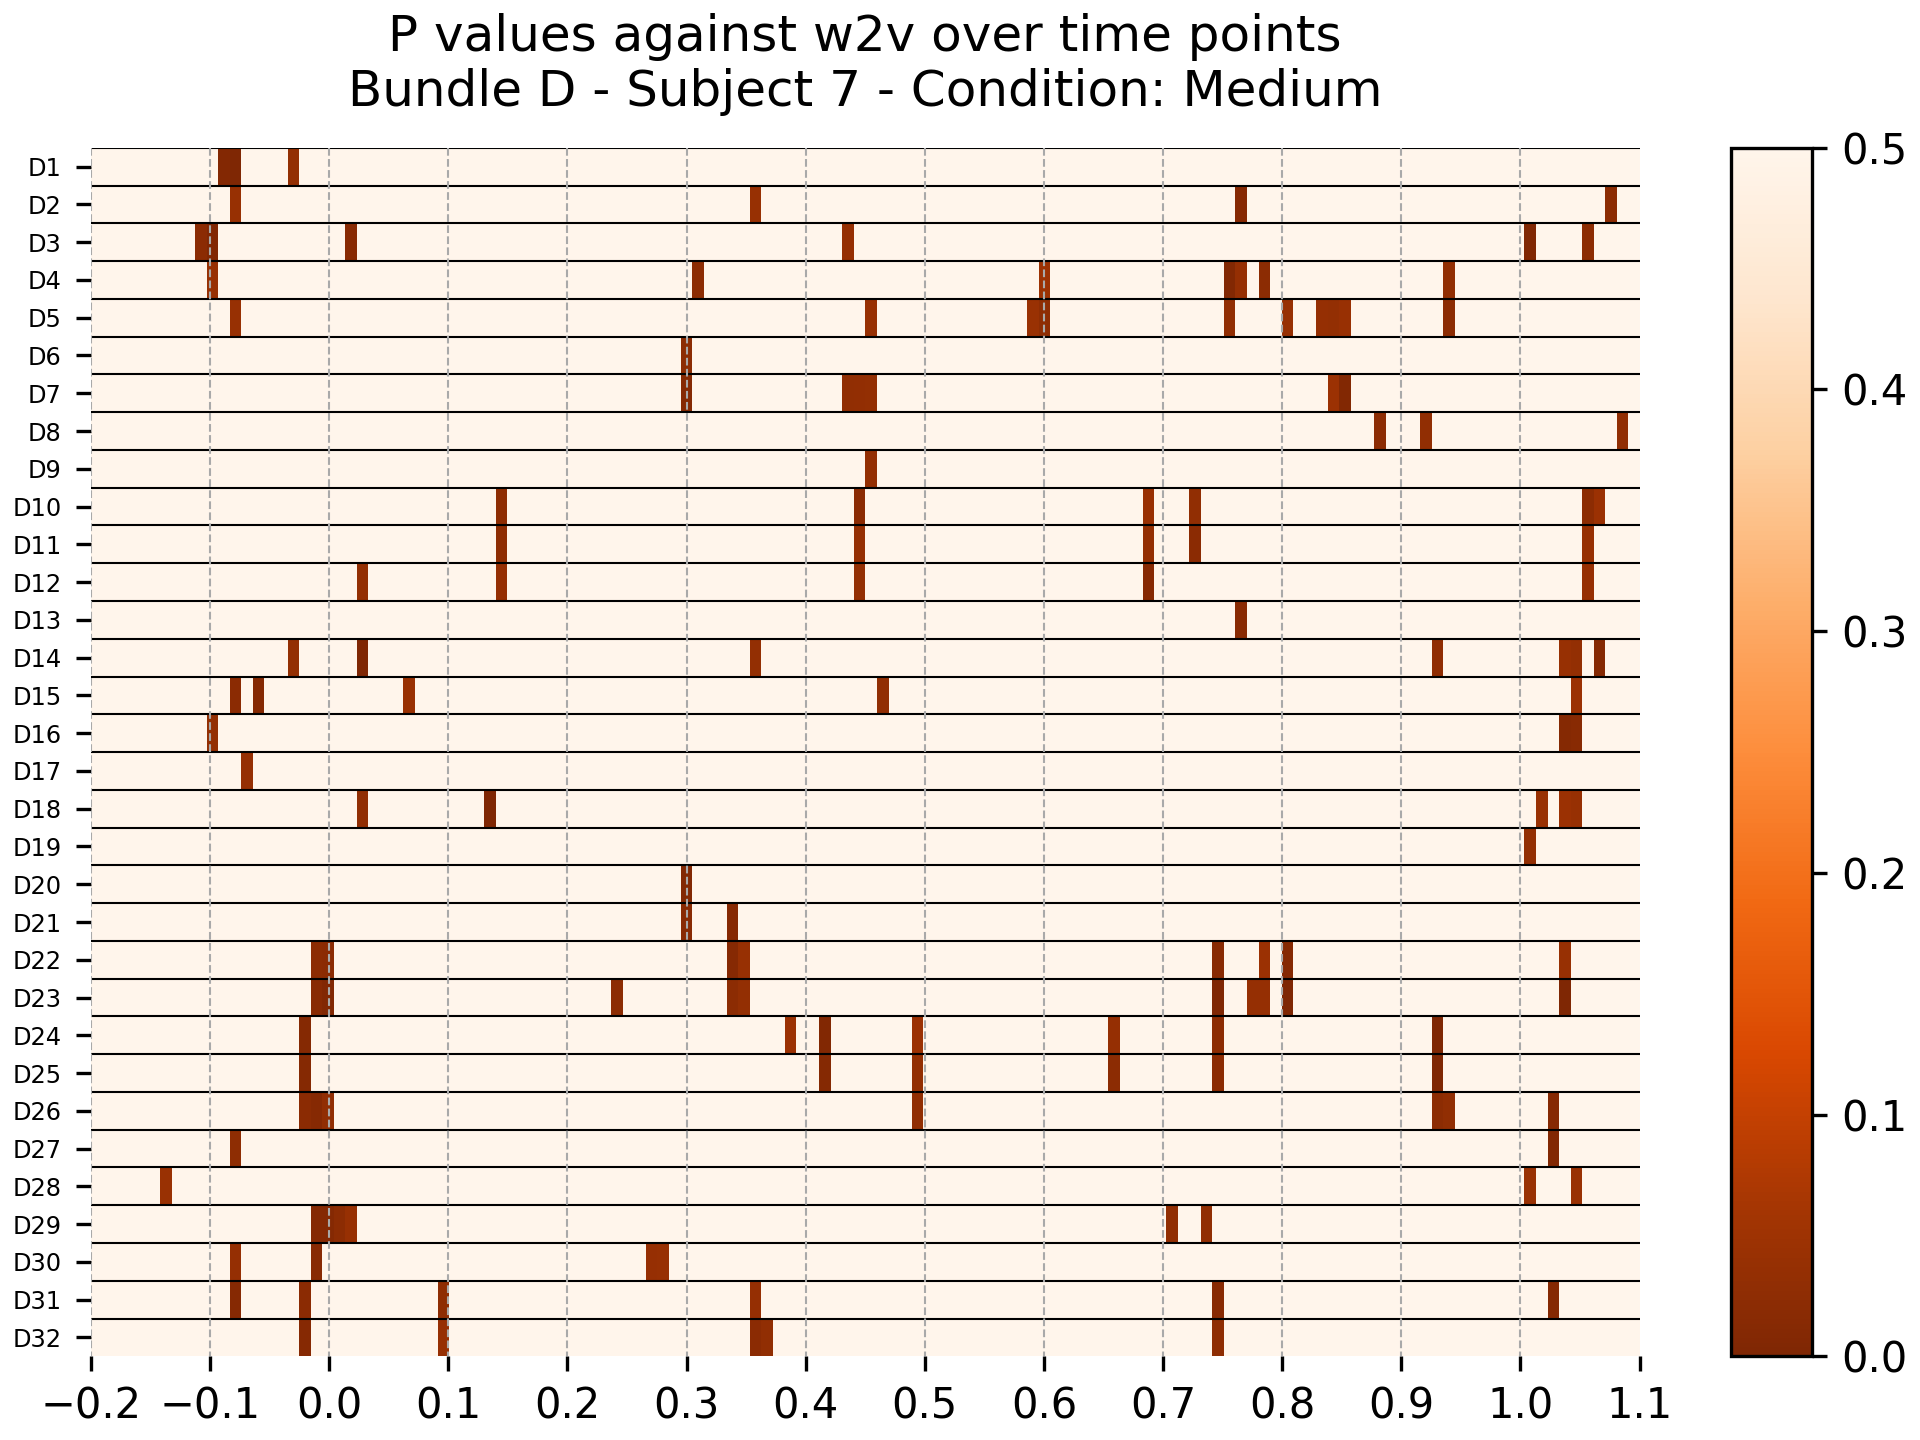 P values against w2v over time points
Bundle D - Subject 7 - Condition: Medium
D1
D2
D3
D4
D5
D6
D7
D8
D9
D10
D11
D12
D13
D14
D15
D16
D17
D18
D19
D20
D21
D22
D23
D24
D25
D26
D27
D28
D29
D30
D31
D32
−0.2 −0.1 0.0 0.1 0.2 0.3 0.4 0.5 0.6 0.7 0.8 0.9 1.0 1.1
0.5
0.4
0.3
0.2
0.1
0.0